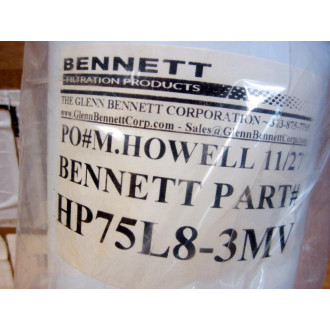 BENNETT
FILTRATION PRODUCTS
THE GLENN BENNETT CORPORATION
www.GlennBennettCorp.com - Sales@GlennBennettCorp.com
PO#M.HOWELL 11/27
BENNETT PART#
HP75L8-3MV